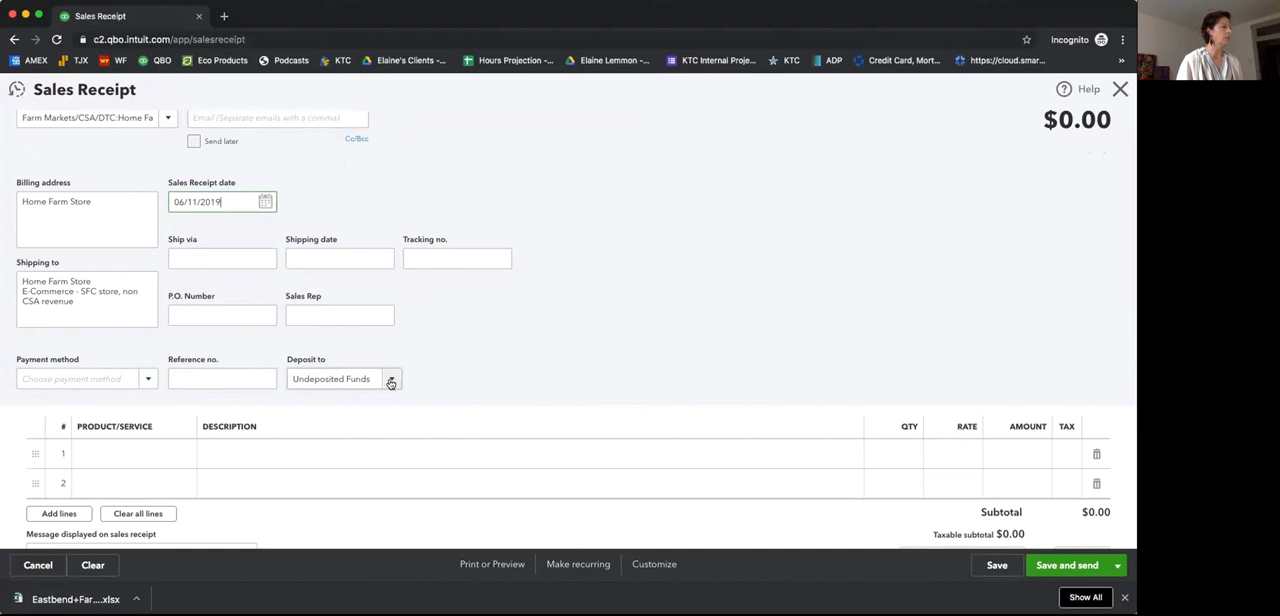 Sales Receipt
c2.qbo.intuit.com/app/salesreceipt
Incognito
AMEX TJX WF QBO Eco Products Podcasts KTC Elaine's Clients -... Hours Projection -... Elaine Lemmon -... KTC Internal Proje... KTC ADP Credit Card, Mort... https://cloud.smar...
Sales Receipt
Help
Farm Markets/CSA/DTC:Home Fa
Email (Separate emails with a comma)
$0.00
Send later
Cc/Bcc
Billing address
Sales Receipt date
Home Farm Store
06/11/2019
Ship via
Shipping date
Tracking no.
Shipping to
Home Farm Store
E-Commerce - SFC store, non
CSA revenue
P.O. Number
Sales Rep
Payment method
Reference no.
Deposit to
Choose payment method
Undeposited Funds
# PRODUCT/SERVICE DESCRIPTION QTY RATE AMOUNT TAX
1
2
Add lines
Clear all lines
Subtotal $0.00
Message displayed on sales receipt
Taxable subtotal $0.00
Cancel
Clear
Print or Preview
Make recurring
Customize
Save
Save and send
Eastbend+Far....xlsx
Show All